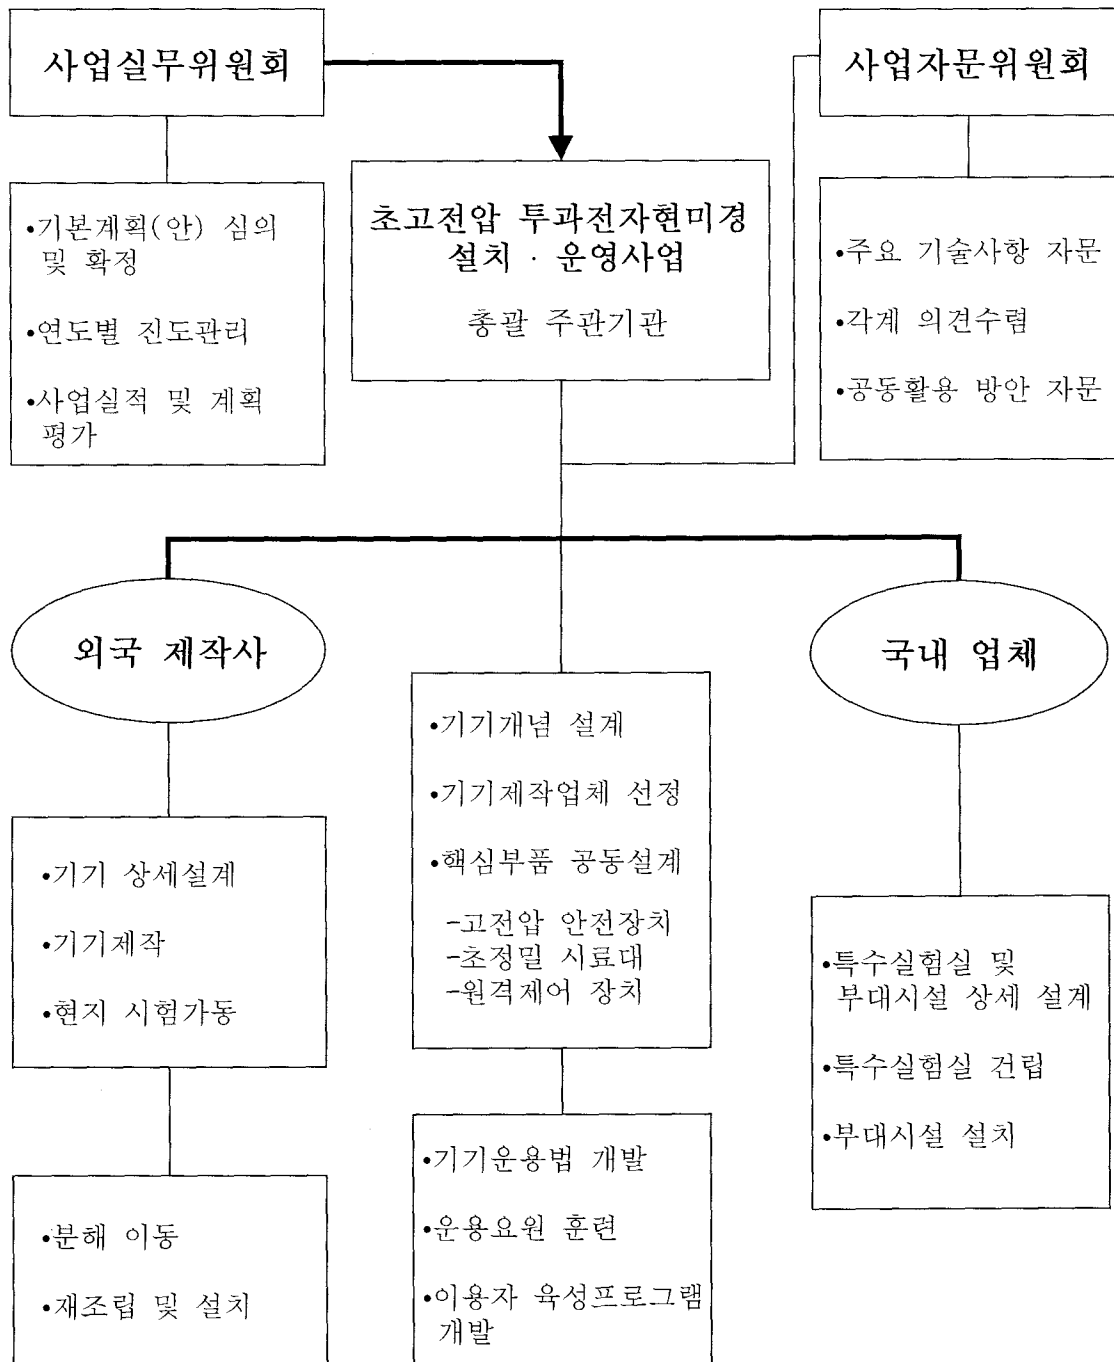 사업실무위원회
•기본계획(안) 심의
및 확정
•연도별 진도관리
•사업실적 및 계획
평가
초고전압 투과전자현미경
설치 · 운영사업
총괄 주관기관
사업자문위원회
•주요 기술사항 자문
•각계 의견수렴
•공동활용 방안 자문
외국 제작사
•기기 상세설계
•기기제작
•현지 시험가동
•분해 이동
•재조립 및 설치
•기기개념 설계
•기기제작업체 선정
•핵심부품 공동설계
-고전압 안전장치
-초정밀 시료대
-원격제어 장치
•기기운용법 개발
•운용요원 훈련
•이용자 육성프로그램
개발
국내 업체
•특수실험실 및
부대시설 상세 설계
•특수실험실 건립
•부대시설 설치